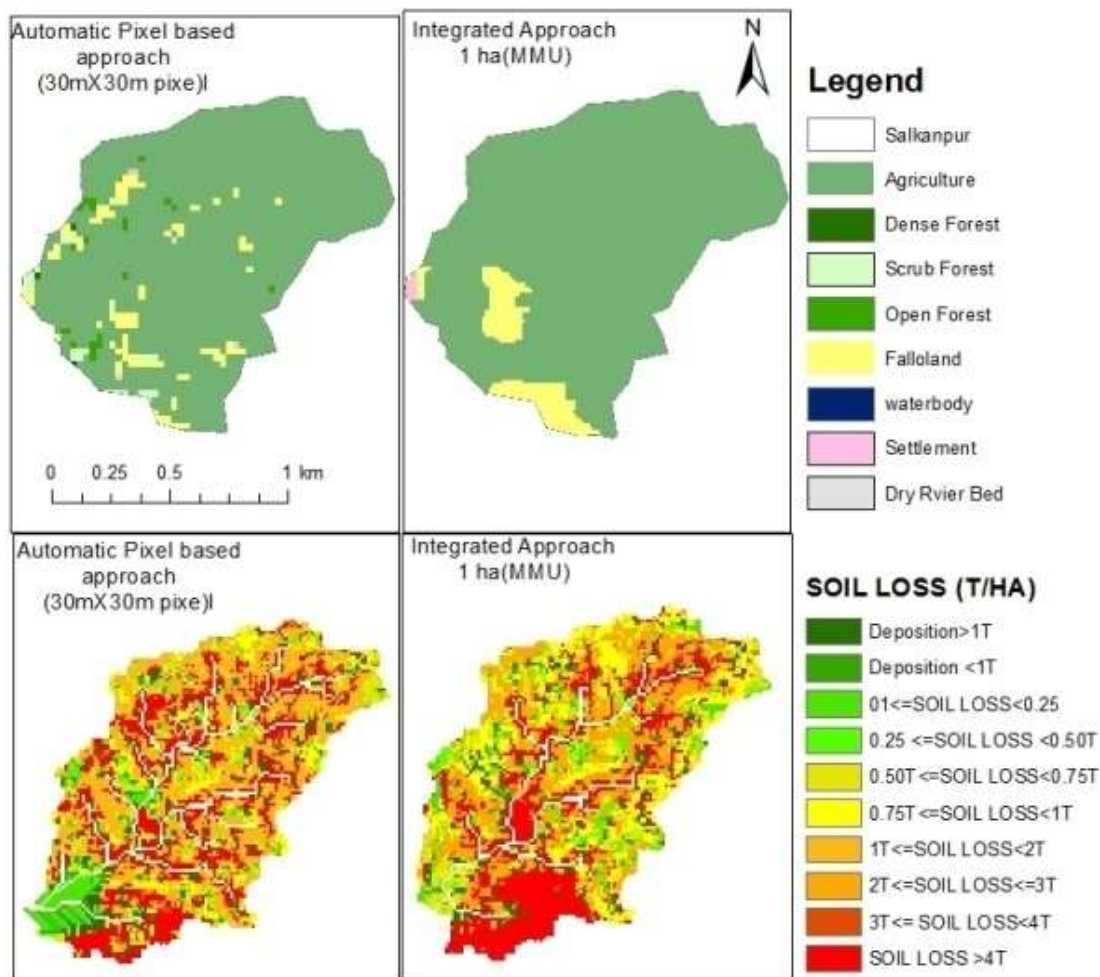 Automatic Pixel based
approach
(30mX30m pixe)l
Integrated Approach
1 ha(MMU)
N
0 0.25 0.5 1 km
Legend
Salkanpur
Agriculture
Dense Forest
Scrub Forest
Open Forest
Falloland
waterbody
Settlement
Dry Rvier Bed
Automatic Pixel based
approach
(30mX30m pixe)l
Integrated Approach
1 ha(MMU)
SOIL LOSS (T/HA)
Deposition>1T
Deposition <1T
01<=SOIL LOSS<0.25
0.25 <=SOIL LOSS <0.50T
0.50T <=SOIL LOSS<0.75T
0.75T<=SOIL LOSS<1T
1T<=SOIL LOSS<2T
2T<=SOIL LOSS<=3T
3T<= SOIL LOSS<4T
SOIL LOSS >4T